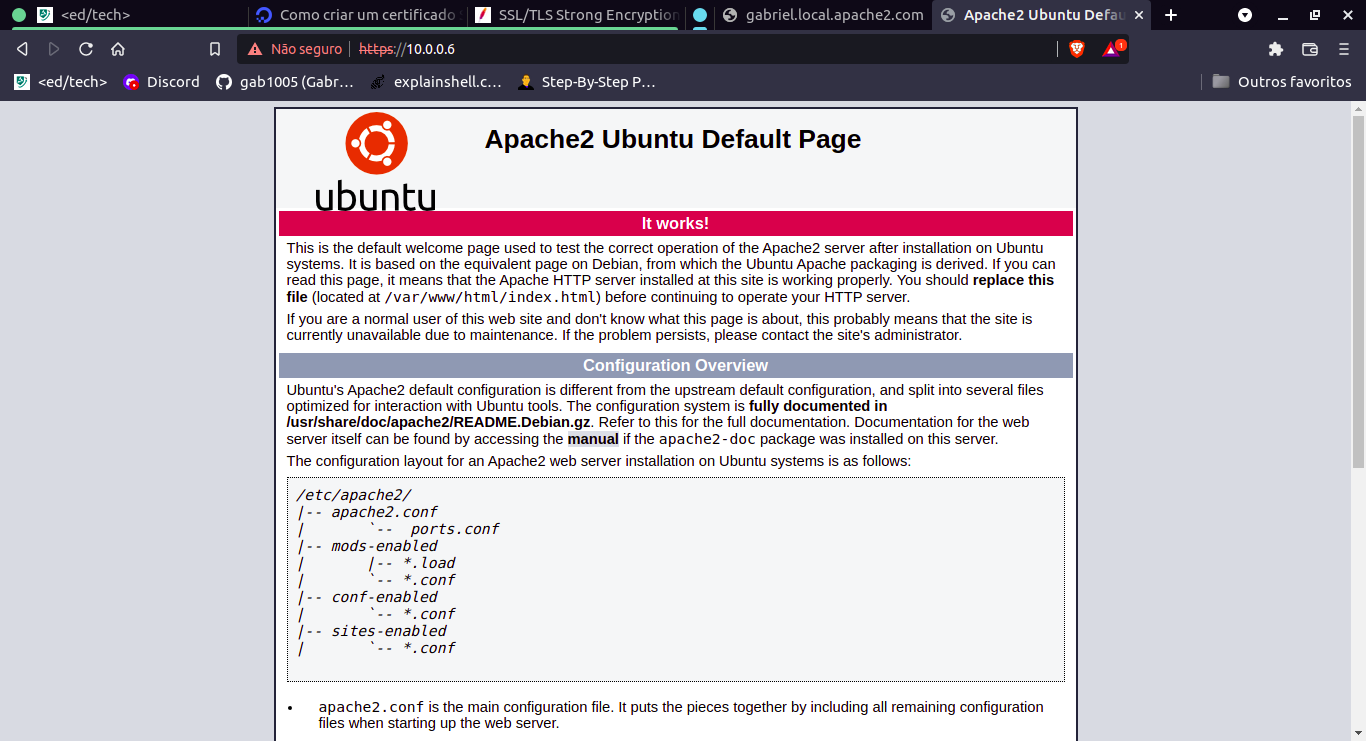 <ed/tech>
Como criar um certificado
SSL/TLS Strong Encryption
gabriel.local.apache2.com
Apache2 Ubuntu Defau
Não seguro
https://10.0.0.6
1
<ed/tech>
Discord
gab1005 (Gabr…
explainshell.c…
Step-By-Step P…
Outros favoritos
ubuntu
Apache2 Ubuntu Default Page
It works!
This is the default welcome page used to test the correct operation of the Apache2 server after installation on Ubuntu
systems. It is based on the equivalent page on Debian, from which the Ubuntu Apache packaging is derived. If you can
read this page, it means that the Apache HTTP server installed at this site is working properly. You should replace this
file (located at /var/www/html/index.html) before continuing to operate your HTTP server.
If you are a normal user of this web site and don't know what this page is about, this probably means that the site is
currently unavailable due to maintenance. If the problem persists, please contact the site's administrator.
Configuration Overview
Ubuntu's Apache2 default configuration is different from the upstream default configuration, and split into several files
optimized for interaction with Ubuntu tools. The configuration system is fully documented in
/usr/share/doc/apache2/README.Debian.gz. Refer to this for the full documentation. Documentation for the web
server itself can be found by accessing the manual if the apache2-doc package was installed on this server.
The configuration layout for an Apache2 web server installation on Ubuntu systems is as follows:
/etc/apache2/
|-- apache2.conf
|       `--  ports.conf
|-- mods-enabled
|       |-- *.load
|       `-- *.conf
|-- conf-enabled
|       `-- *.conf
|-- sites-enabled
|       `-- *.conf
• apache2.conf is the main configuration file. It puts the pieces together by including all remaining configuration
files when starting up the web server.